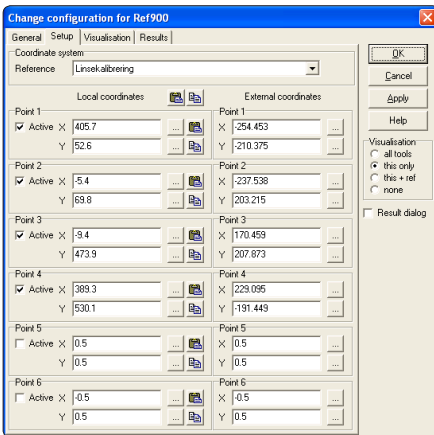 Change configuration for Ref900
General Setup Visualisation Results
Coordinate system
Reference Linsekalibrering
Local coordinates External coordinates
Point 1 Point 1
Active X 405.7 ... X -254.453 ...
Y 52.6 ... Y -210.375 ...
Point 2 Point 2
Active X -5.4 ... X -237.538 ...
Y 69.8 ... Y 203.215 ...
Point 3 Point 3
Active X -9.4 ... X 170.459 ...
Y 473.9 ... Y 207.873 ...
Point 4 Point 4
Active X 389.3 ... X 229.095 ...
Y 530.1 ... Y -191.449 ...
Point 5 Point 5
Active X 0.5 ... X 0.5 ...
Y 0.5 ... Y 0.5 ...
Point 6 Point 6
Active X -0.5 ... X -0.5 ...
Y 0.5 ... Y 0.5 ...
OK
Cancel
Apply
Help
Visualisation
all tools
this only
this + ref
none
Result dialog